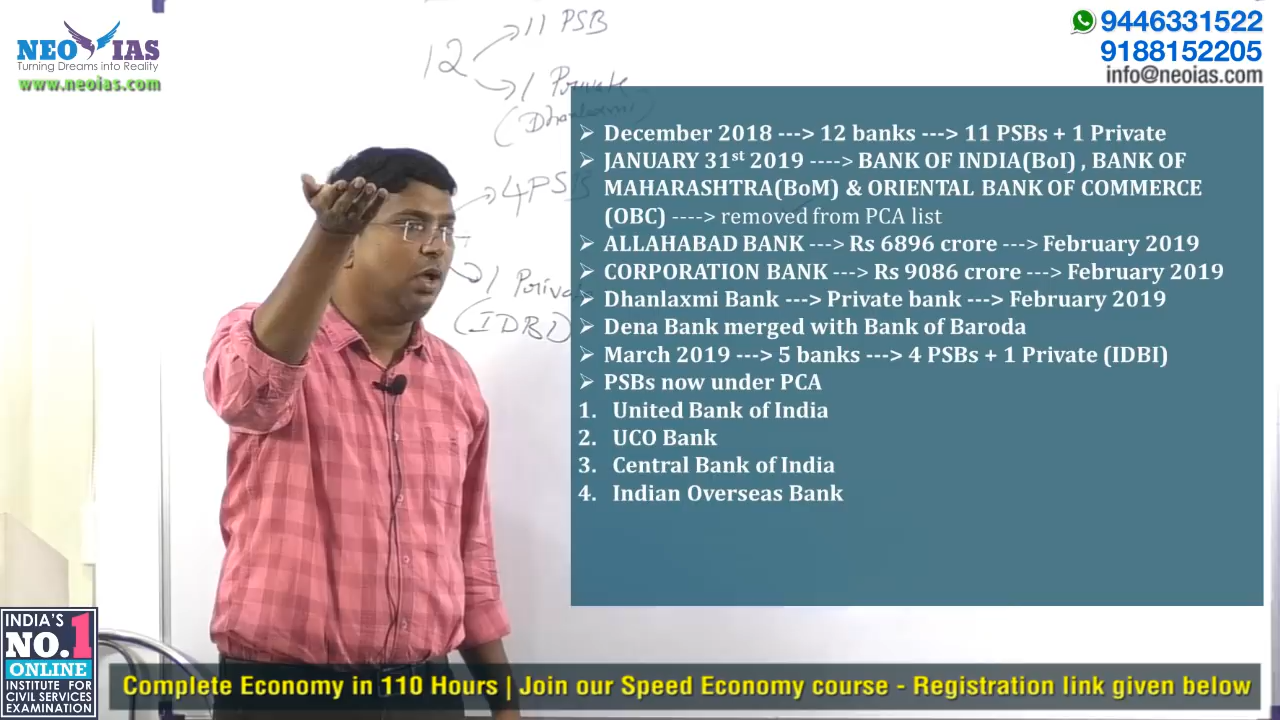 NEO IAS
Turning Dreams into Reality
www.neoias.com
9446331522
9188152205
info@neoias.com
12
11 PSB
1 Private
(Dhanlaxmi)
4 PSB
1 Private
(IDBI)
➢ December 2018 ---> 12 banks ---> 11 PSBs + 1 Private
➢ JANUARY 31st 2019 ----> BANK OF INDIA(BoI) , BANK OF
MAHARASHTRA(BoM) & ORIENTAL BANK OF COMMERCE
(OBC) ----> removed from PCA list
➢ ALLAHABAD BANK ---> Rs 6896 crore ---> February 2019
➢ CORPORATION BANK ---> Rs 9086 crore ---> February 2019
➢ Dhanlaxmi Bank ---> Private bank ---> February 2019
➢ Dena Bank merged with Bank of Baroda
➢ March 2019 ---> 5 banks ---> 4 PSBs + 1 Private (IDBI)
➢ PSBs now under PCA
1. United Bank of India
2. UCO Bank
3. Central Bank of India
4. Indian Overseas Bank
INDIA'S
NO.1
ONLINE
INSTITUTE FOR
CIVIL SERVICES
EXAMINATION
Complete Economy in 110 Hours | Join our Speed Economy course - Registration link given below